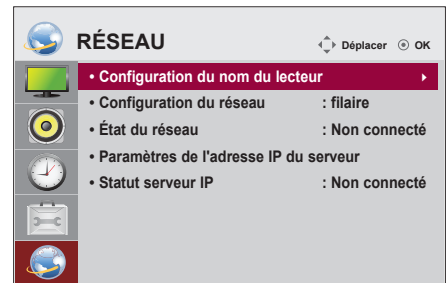 RÉSEAU
Déplacer OK
• Configuration du nom du lecteur
• Configuration du réseau : filaire
• État du réseau : Non connecté
• Paramètres de l'adresse IP du serveur
• Statut serveur IP : Non connecté